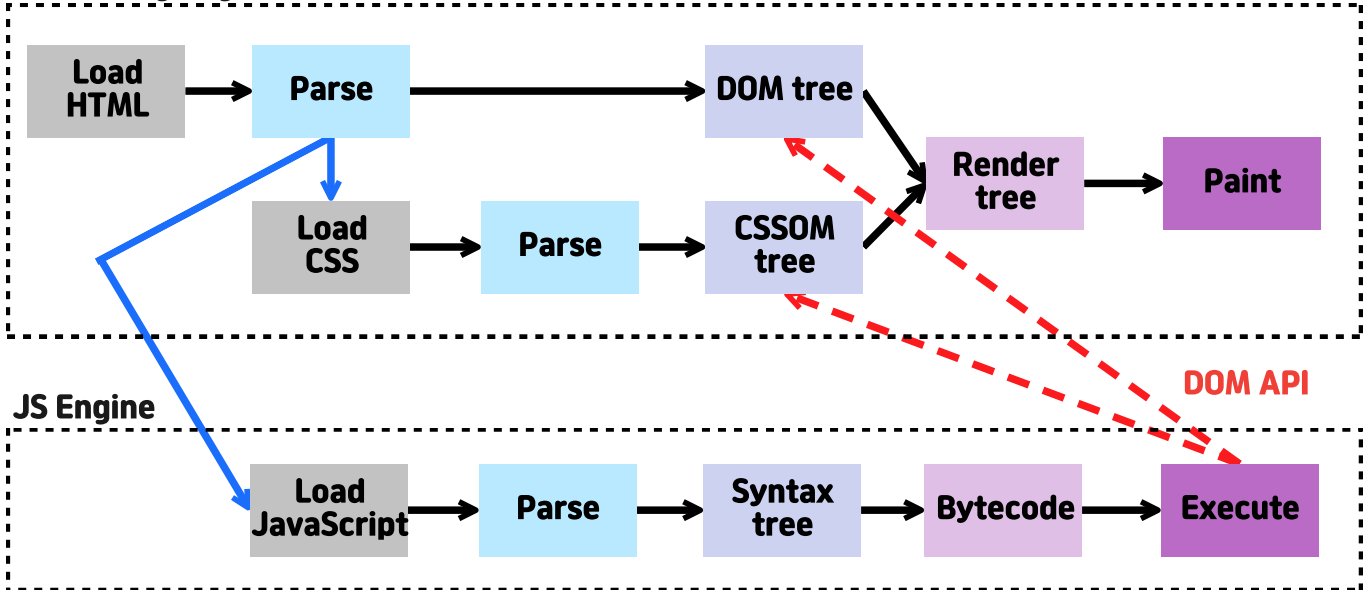 Load
HTML
Parse
DOM tree
Render
tree
Paint
Load
CSS
Parse
CSSOM
tree
DOM API
JS Engine
Load
JavaScript
Parse
Syntax
tree
Bytecode
Execute